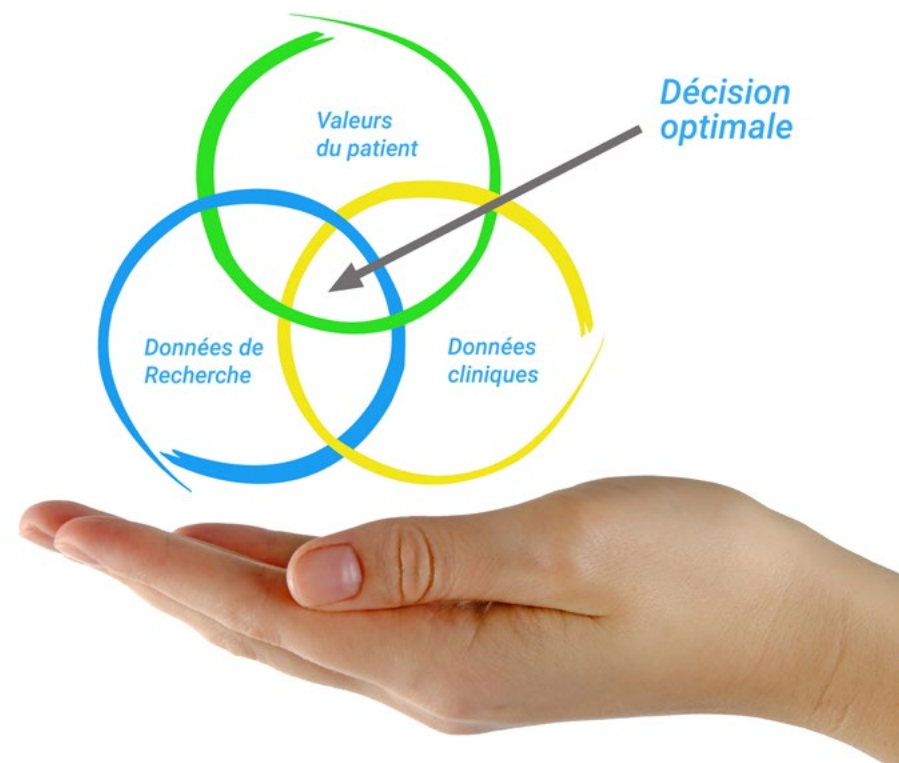 Valeurs
du patient
Décision
optimale
Données de
Recherche
Données
cliniques